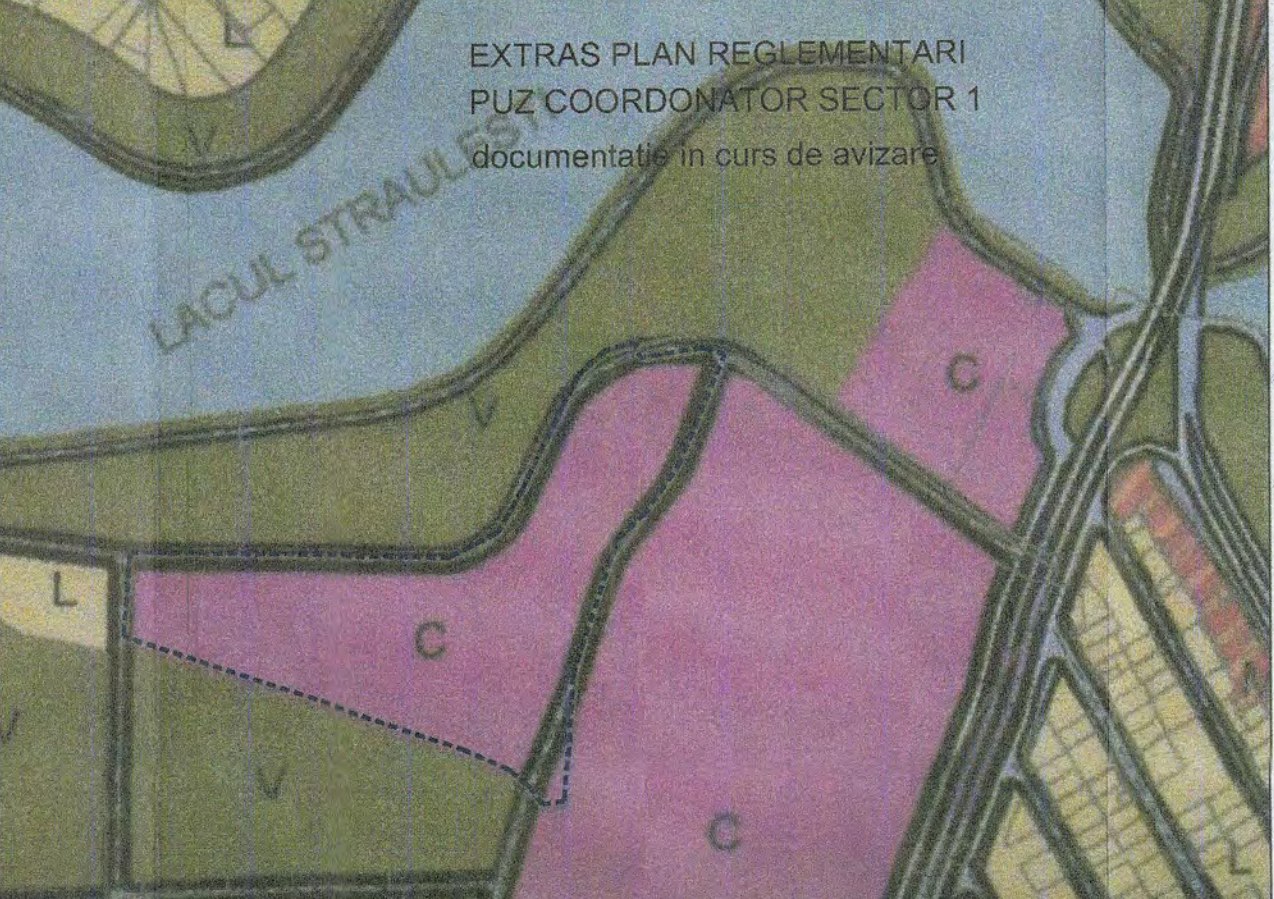 EXTRAS PLAN REGLEMENTARI
PUZ COORDONATOR SECTOR 1
documentatie in curs de avizare
LACUL STRAULESTI
L
V
V
C
L
C
V
V
C
L